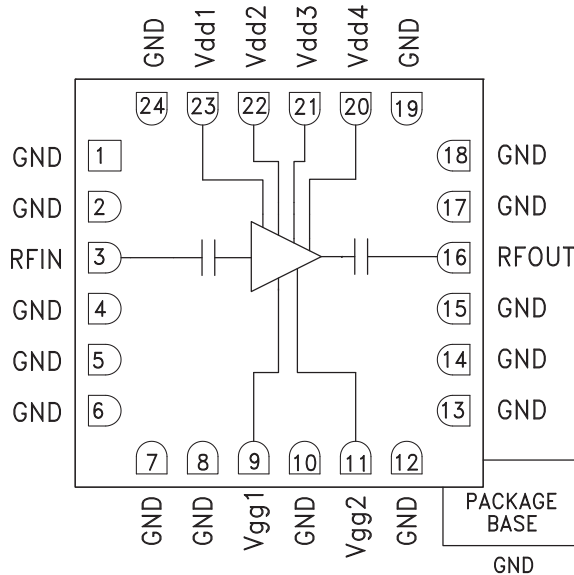 GND Vdd1 Vdd2 Vdd3 Vdd4 GND
24 23 22 21 20 19
GND 1 18 GND
GND 2 17 GND
RFIN 3 16 RFOUT
GND 4 15 GND
GND 5 14 GND
GND 6 13 GND
7 8 9 10 11 12
GND GND Vgg1 GND Vgg2 GND
PACKAGE
BASE
GND